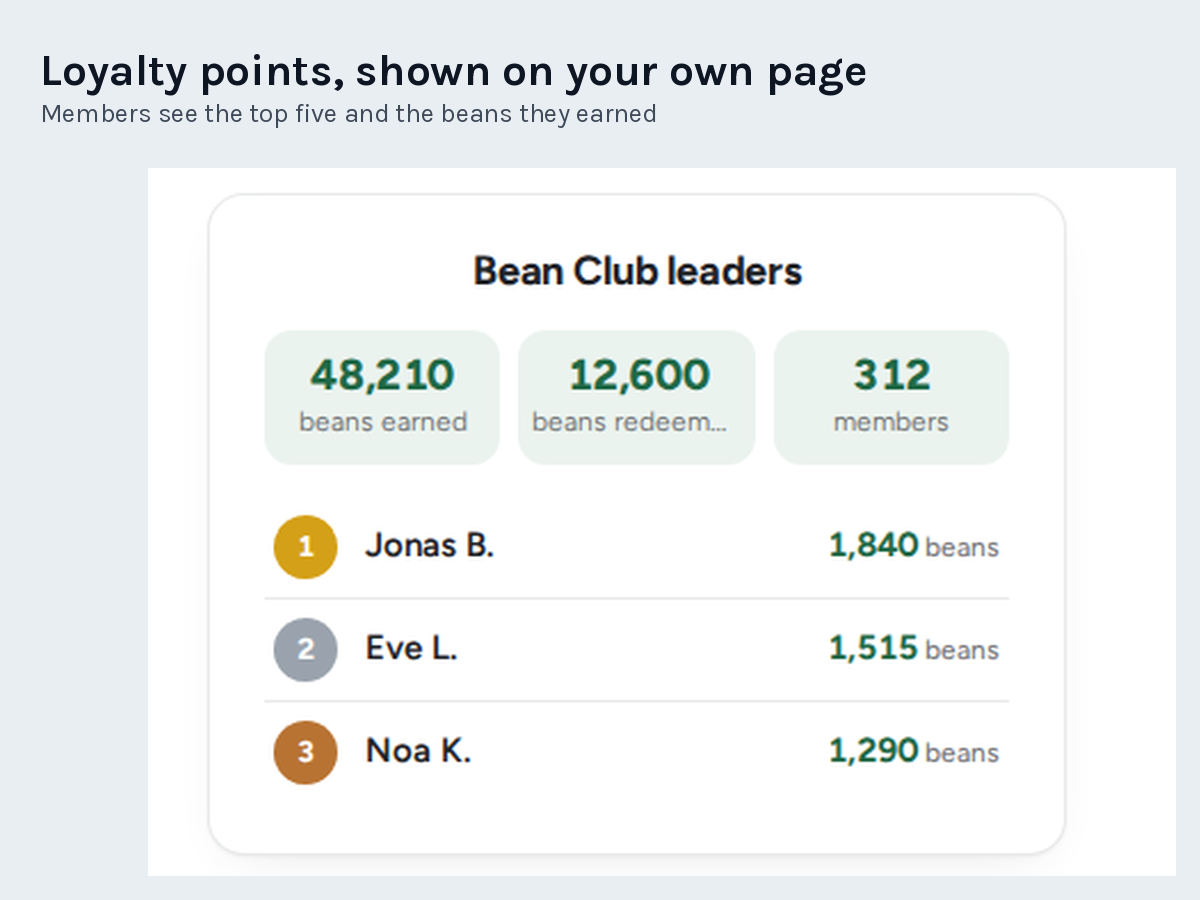 Loyalty points, shown on your own page
Members see the top five and the beans they earned
Bean Club leaders
48,210
beans earned
12,600
beans redeem...
312
members
1 Jonas B. 1,840 beans
2 Eve L. 1,515 beans
3 Noa K. 1,290 beans